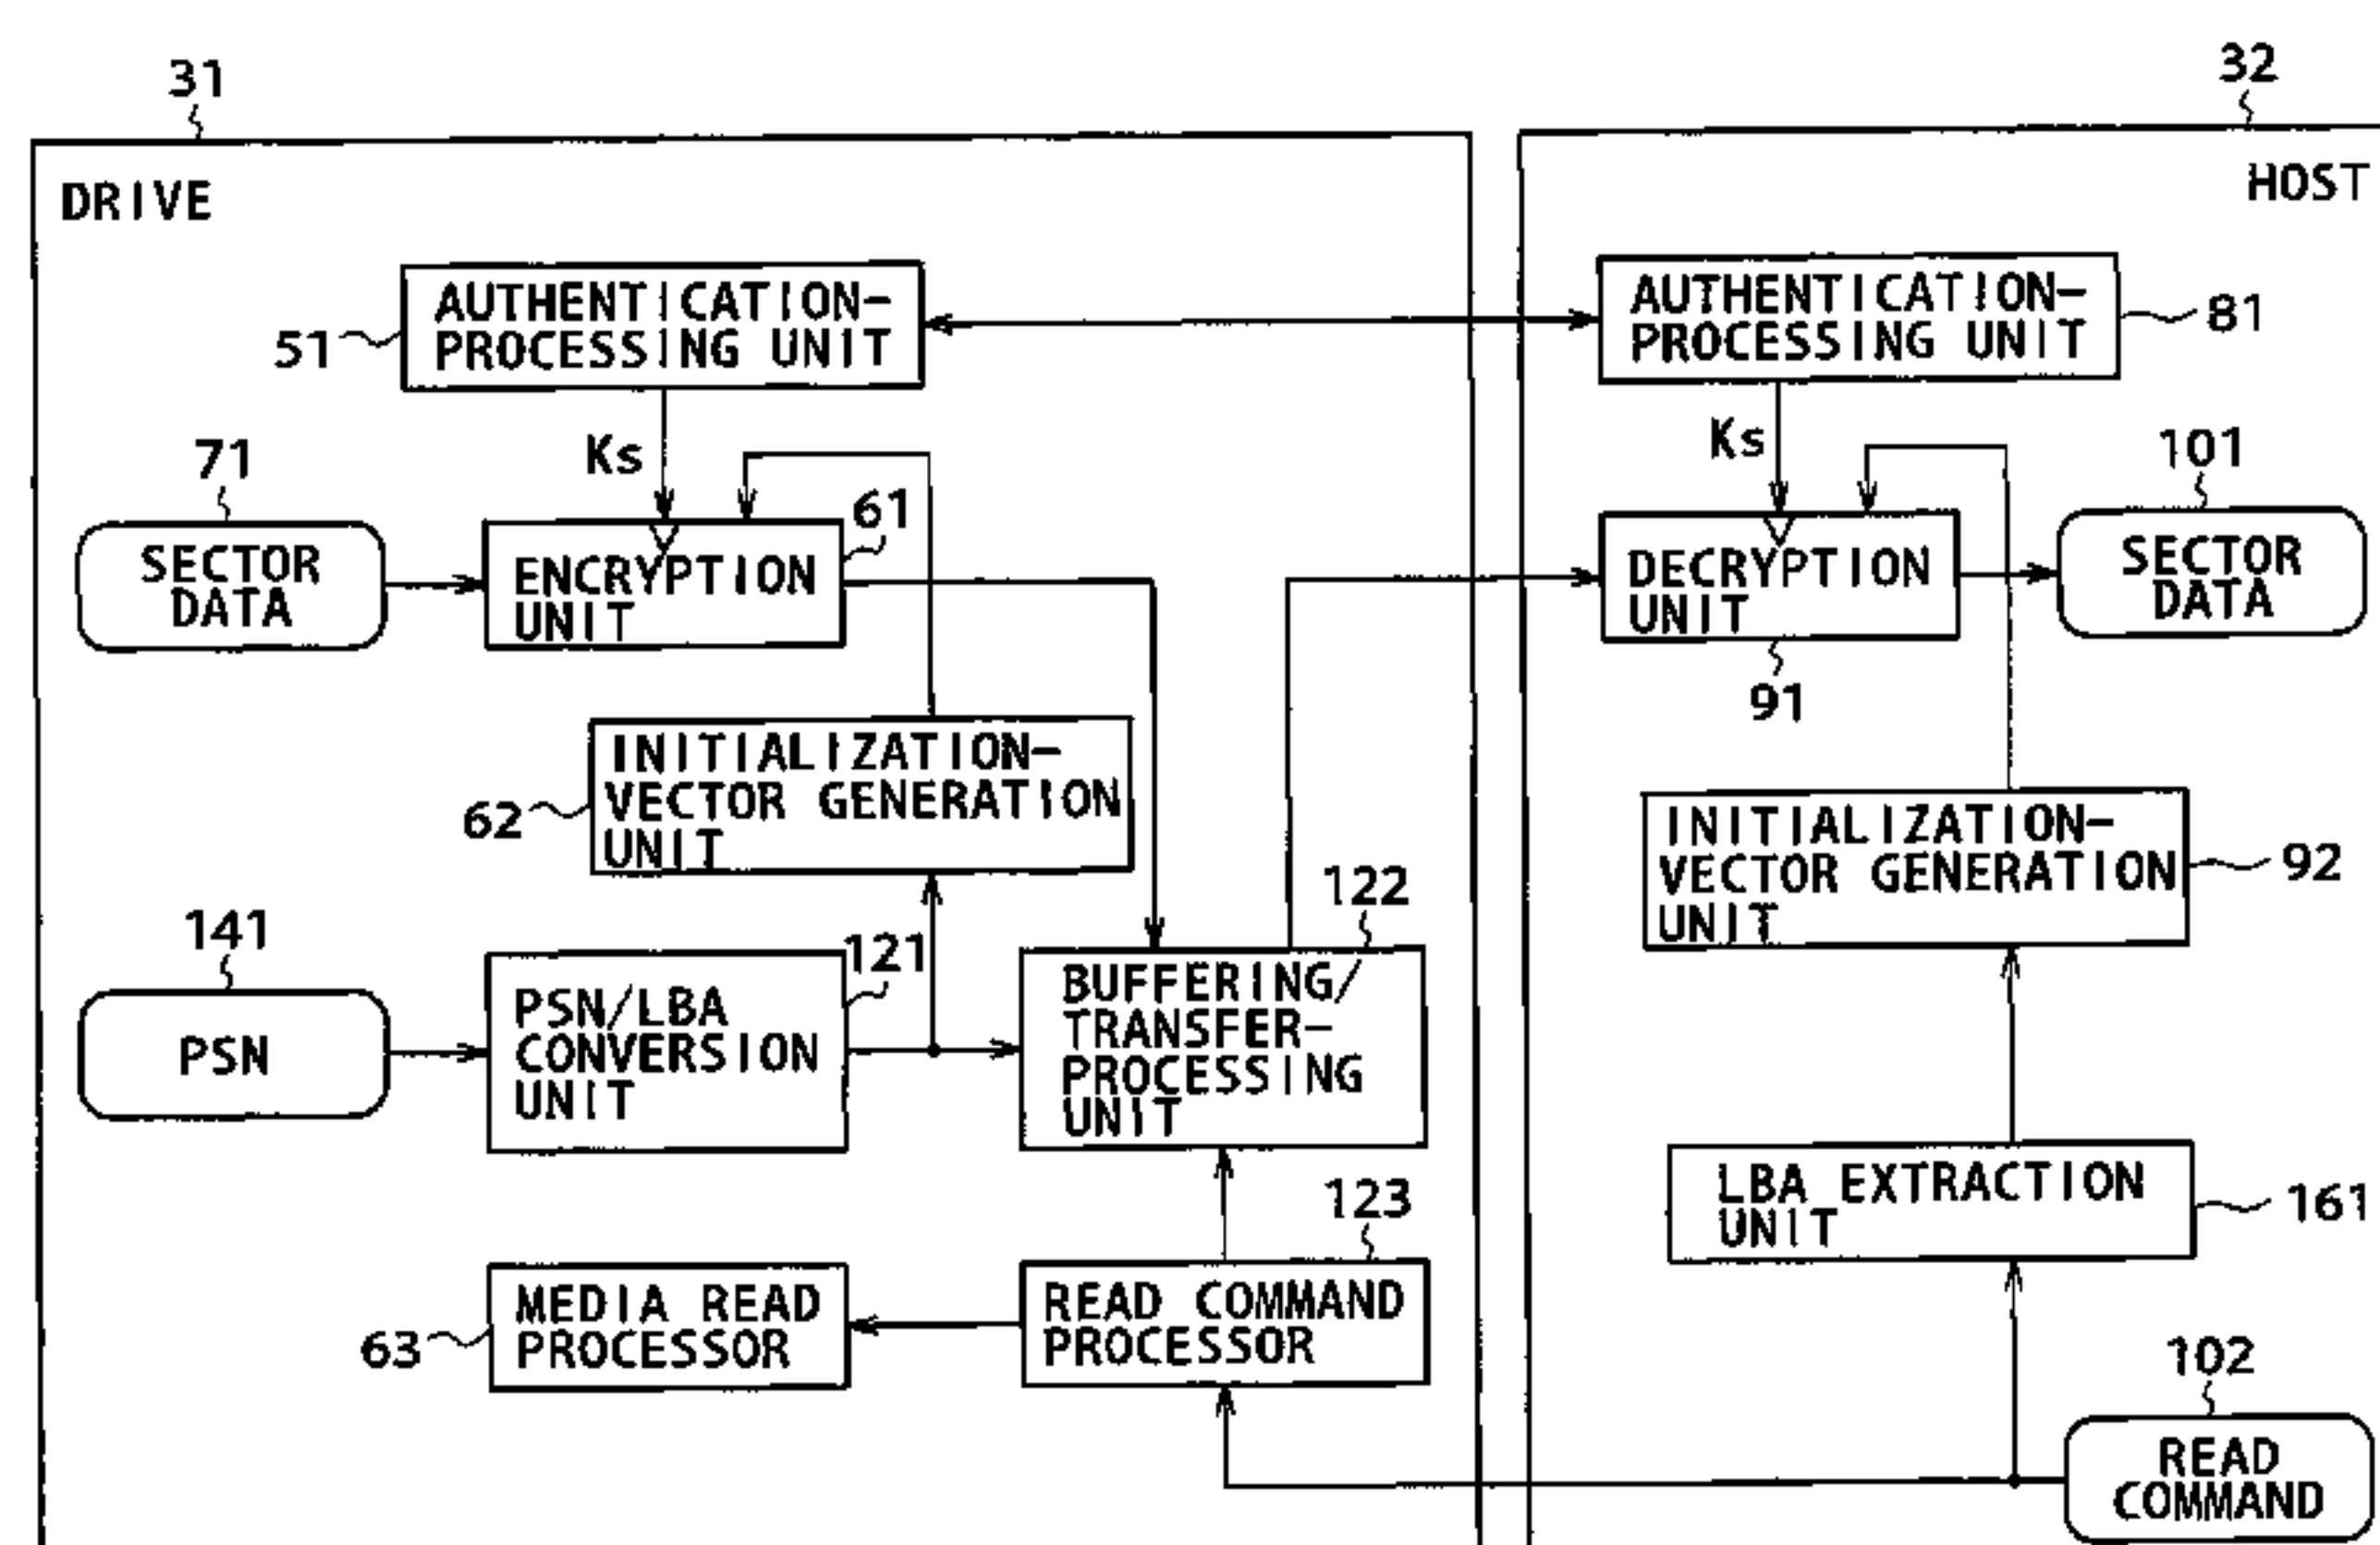 31
32
DRIVE
HOST
AUTHENTICATION-
PROCESSING UNIT
51
AUTHENTICATION-
PROCESSING UNIT
81
Ks
Ks
71
61
101
SECTOR
DATA
ENCRYPTION
UNIT
DECRYPTION
UNIT
91
SECTOR
DATA
INITIALIZATION-
VECTOR GENERATION
UNIT
62
INITIALIZATION-
VECTOR GENERATION
UNIT
92
141
121
122
PSN
PSN/LBA
CONVERSION
UNIT
BUFFERING/
TRANSFER-
PROCESSING
UNIT
LBA EXTRACTION
UNIT
161
123
MEDIA READ
PROCESSOR
63
READ COMMAND
PROCESSOR
102
READ
COMMAND